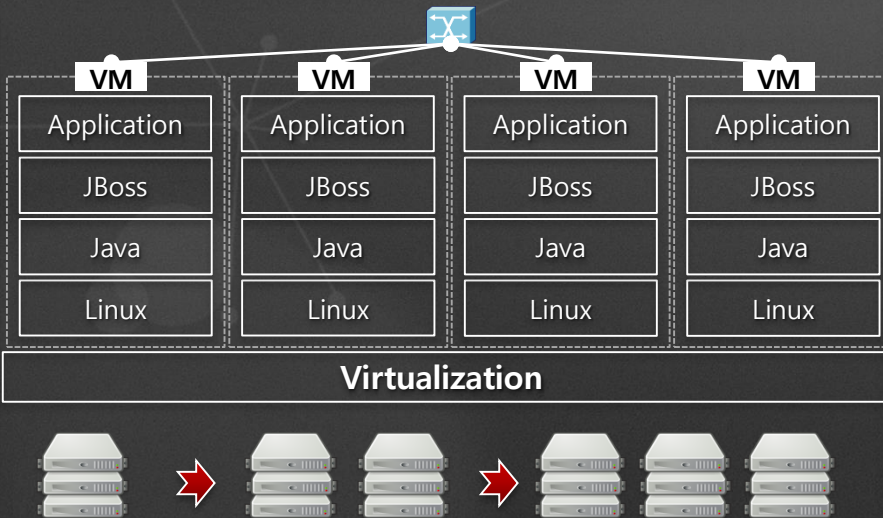 VM VM VM VM
Application Application Application Application
JBoss JBoss JBoss JBoss
Java Java Java Java
Linux Linux Linux Linux
Virtualization